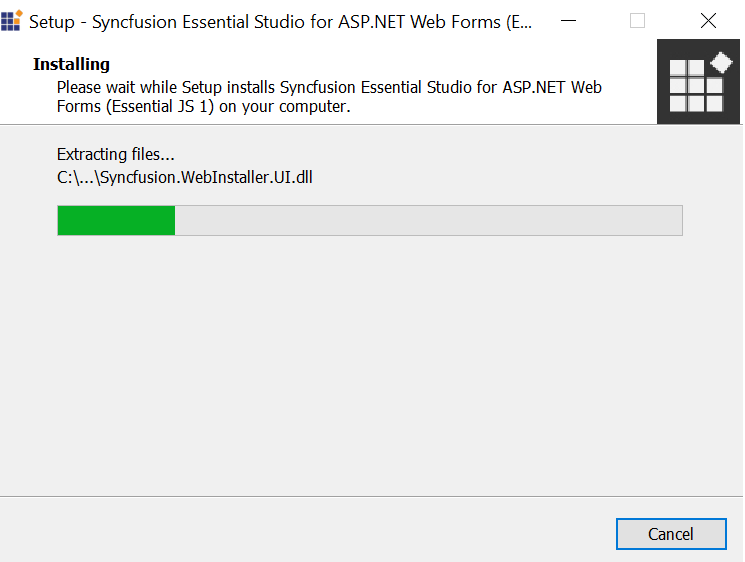 Setup - Syncfusion Essential Studio for ASP.NET Web Forms (E...
Installing
Please wait while Setup installs Syncfusion Essential Studio for ASP.NET Web
Forms (Essential JS 1) on your computer.
Extracting files...
C:\...\Syncfusion.WebInstaller.UI.dll
Cancel